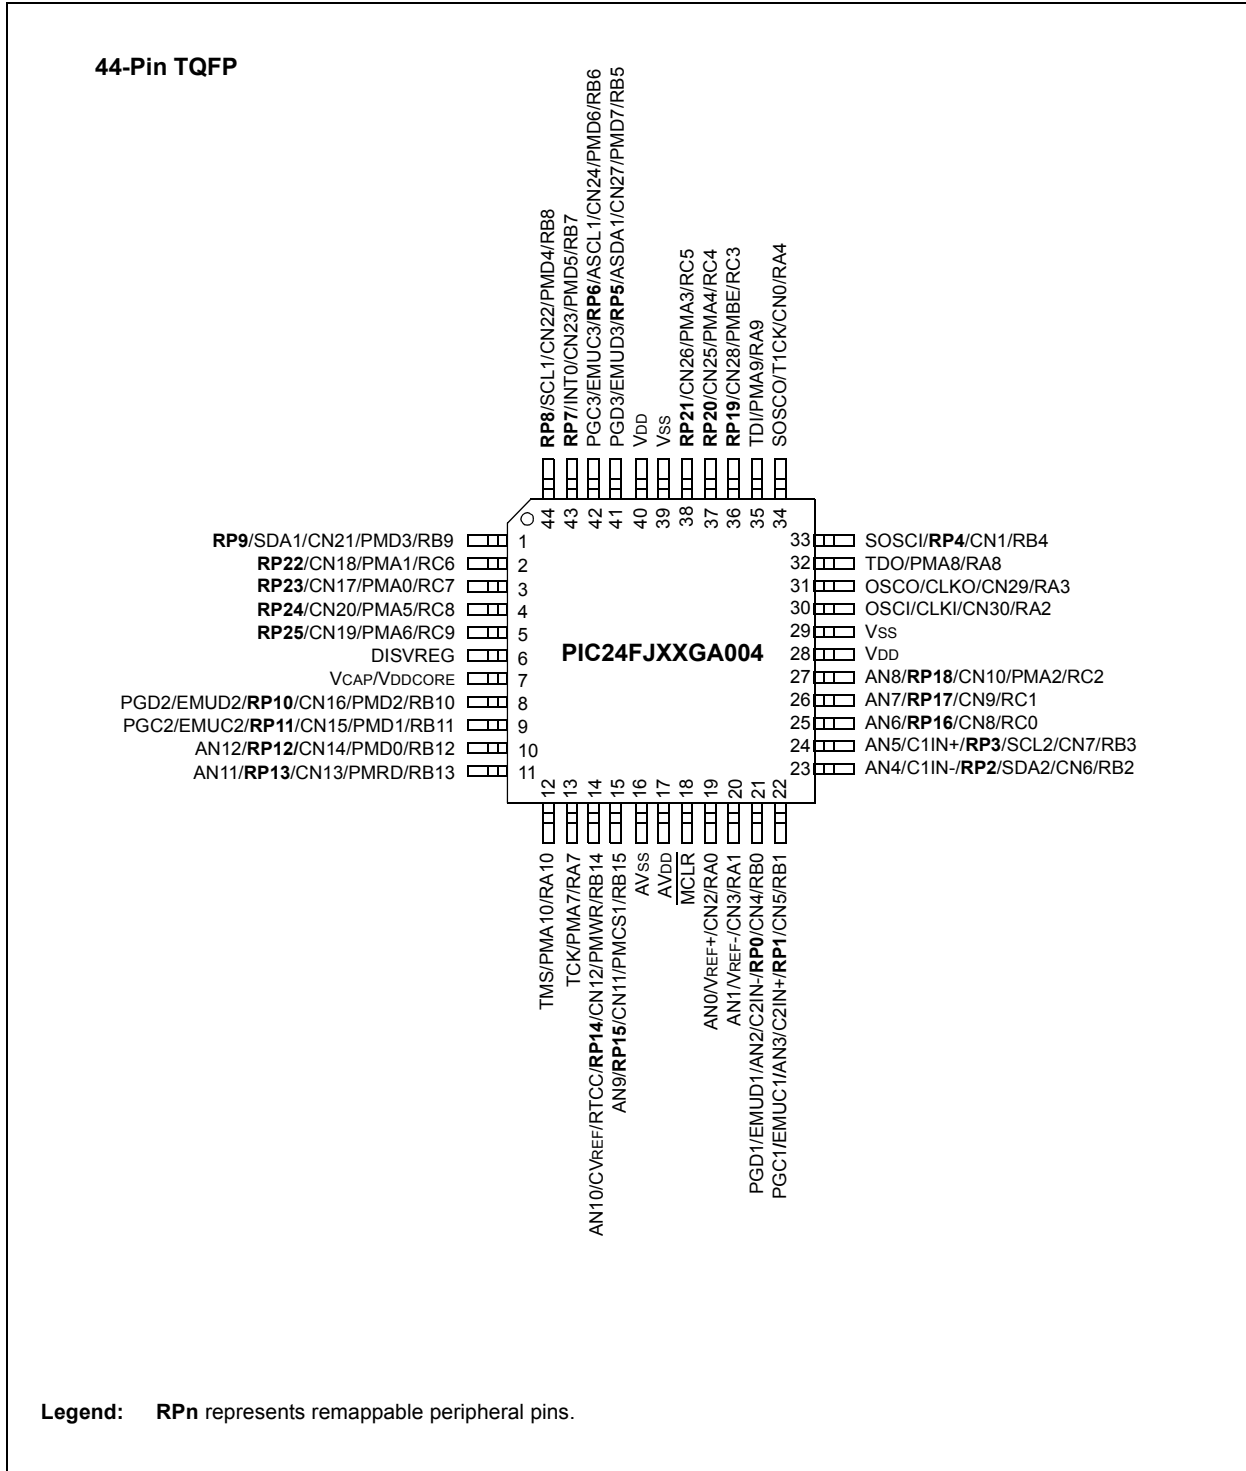 44-Pin TQFP
RP8/SCL1/CN22/PMD4/RB8
RP7/INT0/CN23/PMD5/RB7
PGC3/EMUC3/RP6/ASCL1/CN24/PMD6/RB6
PGD3/EMUD3/RP5/ASDA1/CN27/PMD7/RB5
VDD
VSS
RP21/CN26/PMA3/RC5
RP20/CN25/PMA4/RC4
RP19/CN28/PMBE/RC3
TDI/PMA9/RA9
SOSCO/T1CK/CN0/RA4
44 43 42 41 40 39 38 37 36 35 34
RP9/SDA1/CN21/PMD3/RB9 1
RP22/CN18/PMA1/RC6 2
RP23/CN17/PMA0/RC7 3
RP24/CN20/PMA5/RC8 4
RP25/CN19/PMA6/RC9 5
DISVREG 6
VCAP/VDDCORE 7
PGD2/EMUD2/RP10/CN16/PMD2/RB10 8
PGC2/EMUC2/RP11/CN15/PMD1/RB11 9
AN12/RP12/CN14/PMD0/RB12 10
AN11/RP13/CN13/PMRD/RB13 11
PIC24FJXXGA004
33 SOSCI/RP4/CN1/RB4
32 TDO/PMA8/RA8
31 OSCO/CLKO/CN29/RA3
30 OSCI/CLKI/CN30/RA2
29 VSS
28 VDD
27 AN8/RP18/CN10/PMA2/RC2
26 AN7/RP17/CN9/RC1
25 AN6/RP16/CN8/RC0
24 AN5/C1IN+/RP3/SCL2/CN7/RB3
23 AN4/C1IN-/RP2/SDA2/CN6/RB2
12 13 14 15 16 17 18 19 20 21 22
TMS/PMA10/RA10
TCK/PMA7/RA7
AN10/CVREF/RTCC/RP14/CN12/PMWR/RB14
AN9/RP15/CN11/PMCS1/RB15
AVSS
AVDD
MCLR
AN0/VREF+/CN2/RA0
AN1/VREF-/CN3/RA1
PGD1/EMUD1/AN2/C2IN-/RP0/CN4/RB0
PGC1/EMUC1/AN3/C2IN+/RP1/CN5/RB1
Legend: RPn represents remappable peripheral pins.